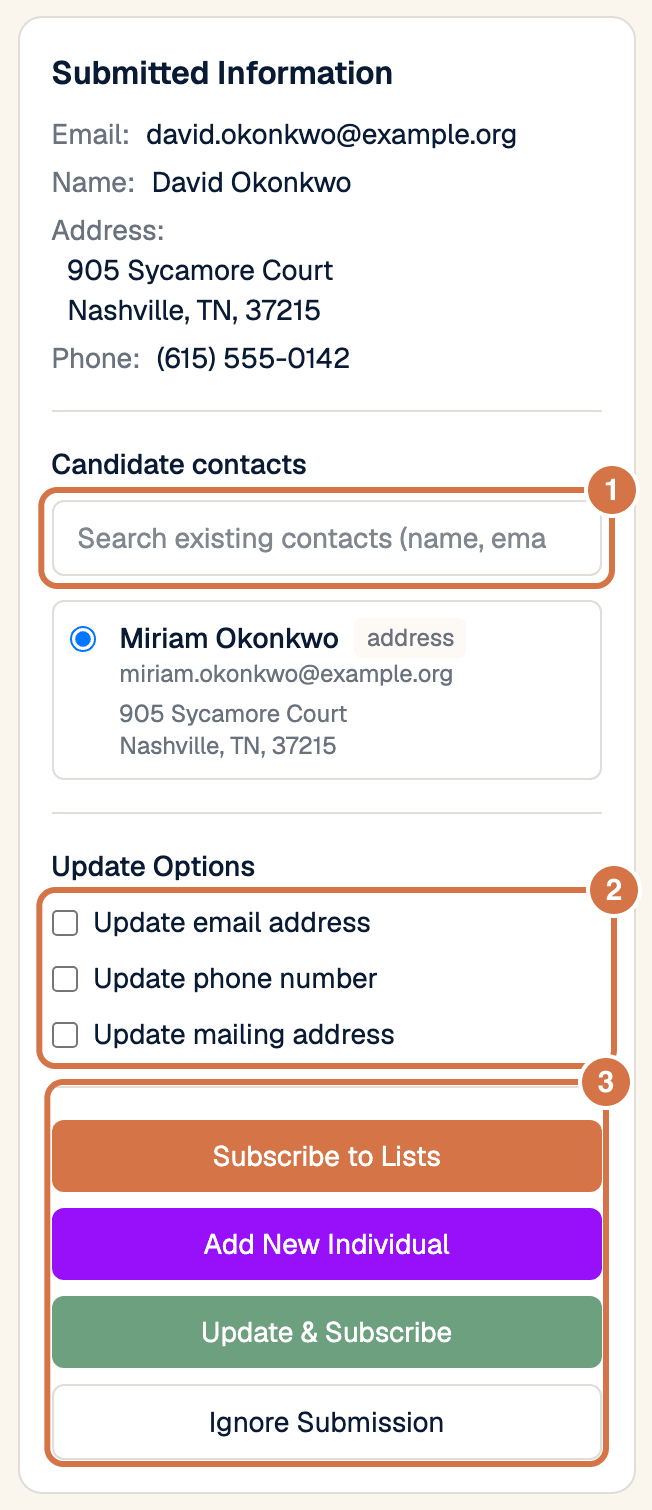 Submitted Information
Email: david.okonkwo@example.org
Name: David Okonkwo
Address:
905 Sycamore Court
Nashville, TN, 37215
Phone: (615) 555-0142
Candidate contacts
1
Search existing contacts (name, ema
Miriam Okonkwo address
miriam.okonkwo@example.org
905 Sycamore Court
Nashville, TN, 37215
Update Options
2
Update email address
Update phone number
Update mailing address
3
Subscribe to Lists
Add New Individual
Update & Subscribe
Ignore Submission